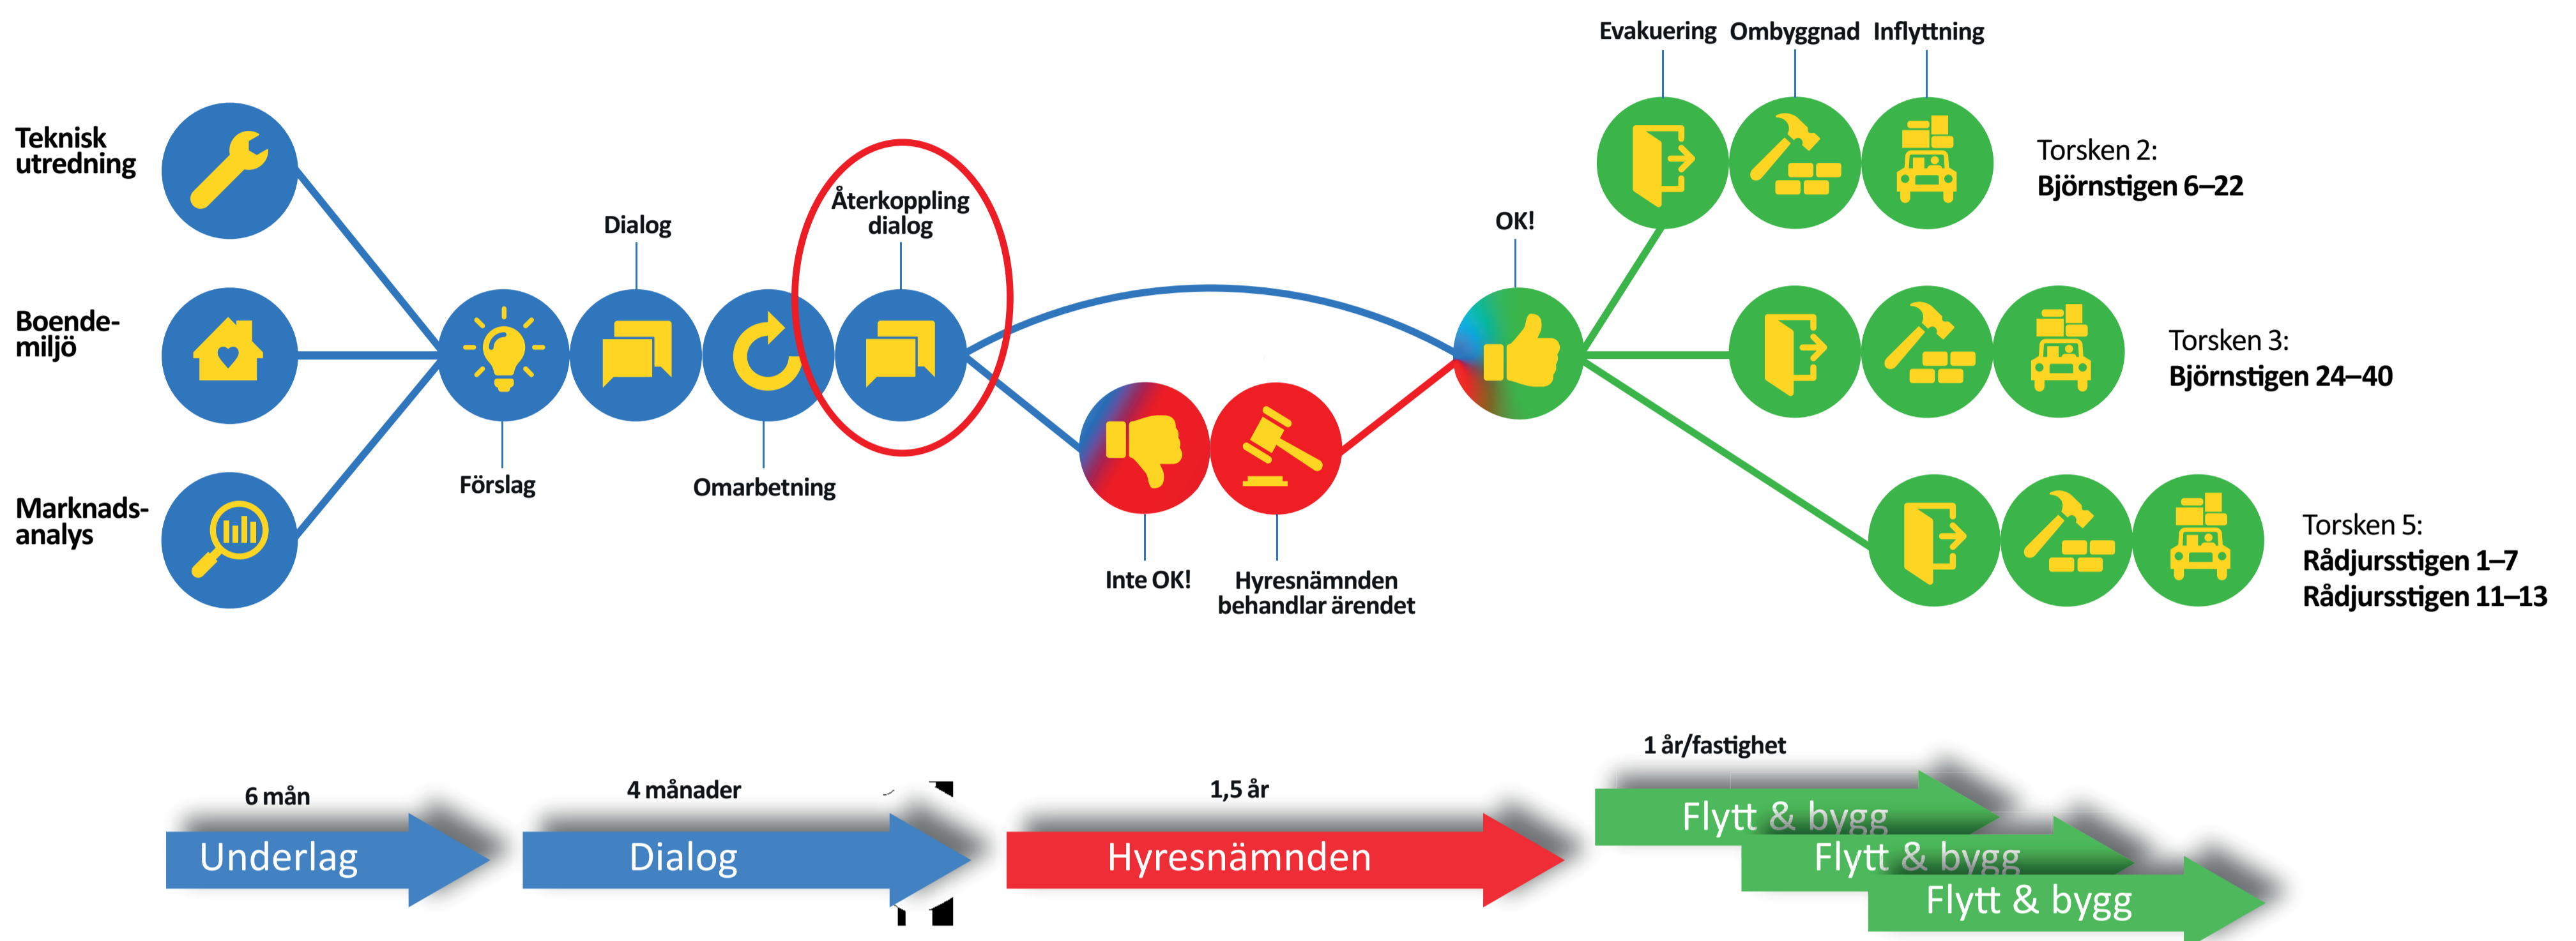 Teknisk
utredning
Boende-
miljö
Marknads-
analys
Förslag
Dialog
Omarbetning
Återkoppling
dialog
Inte OK!
Hyresnämnden
behandlar ärendet
OK!
Evakuering
Ombyggnad
Inflyttning
Torsken 2:
Björnstigen 6–22
Torsken 3:
Björnstigen 24–40
Torsken 5:
Rådjursstigen 1–7
Rådjursstigen 11–13
6 mån
Underlag
4 månader
Dialog
1,5 år
Hyresnämnden
1 år/fastighet
Flytt & bygg
Flytt & bygg
Flytt & bygg